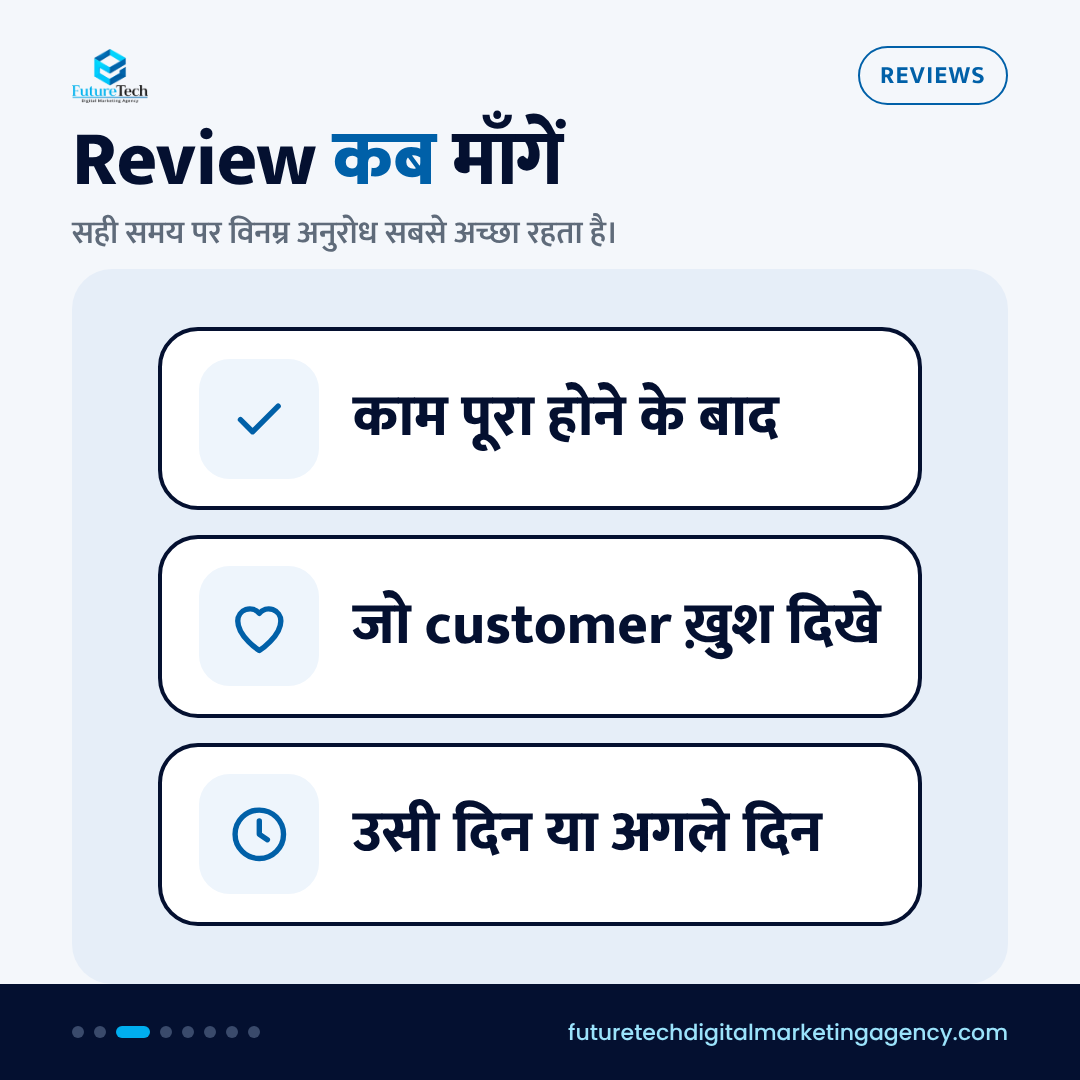 FutureTech
Digital Marketing Agency
REVIEWS
Review कब माँगें
सही समय पर विनम्र अनुरोध सबसे अच्छा रहता है।
काम पूरा होने के बाद
जो customer ख़ुश दिखे
उसी दिन या अगले दिन
futuretechdigitalmarketingagency.com